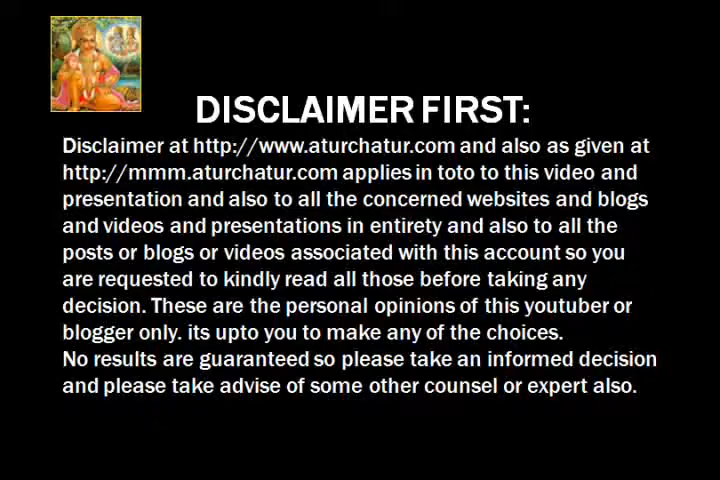 DISCLAIMER FIRST:
Disclaimer at http://www.aturchatur.com and also as given at
http://mmm.aturchatur.com applies in toto to this video and
presentation and also to all the concerned websites and blogs
and videos and presentations in entirety and also to all the
posts or blogs or videos associated with this account so you
are requested to kindly read all those before taking any
decision. These are the personal opinions of this youtuber or
blogger only. its upto you to make any of the choices.
No results are guaranteed so please take an informed decision
and please take advise of some other counsel or expert also.